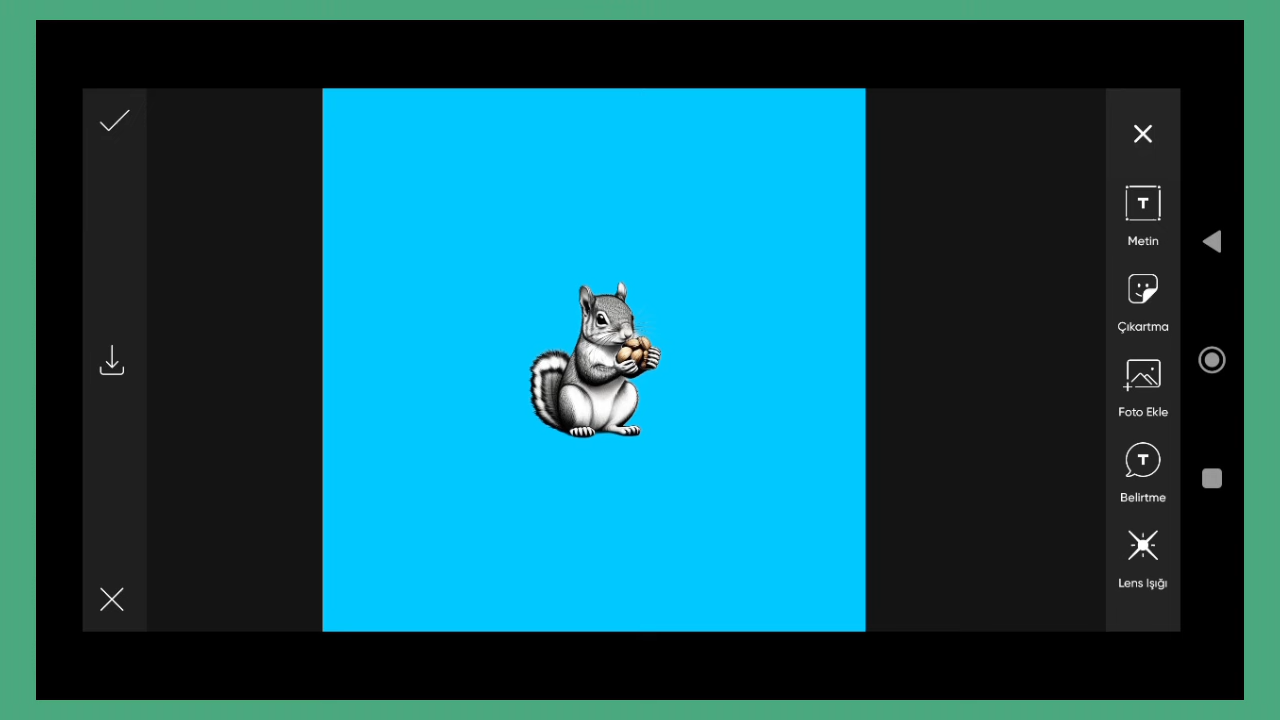 T
Metin
Çıkartma
Foto Ekle
T
Belirtme
Lens Işığı